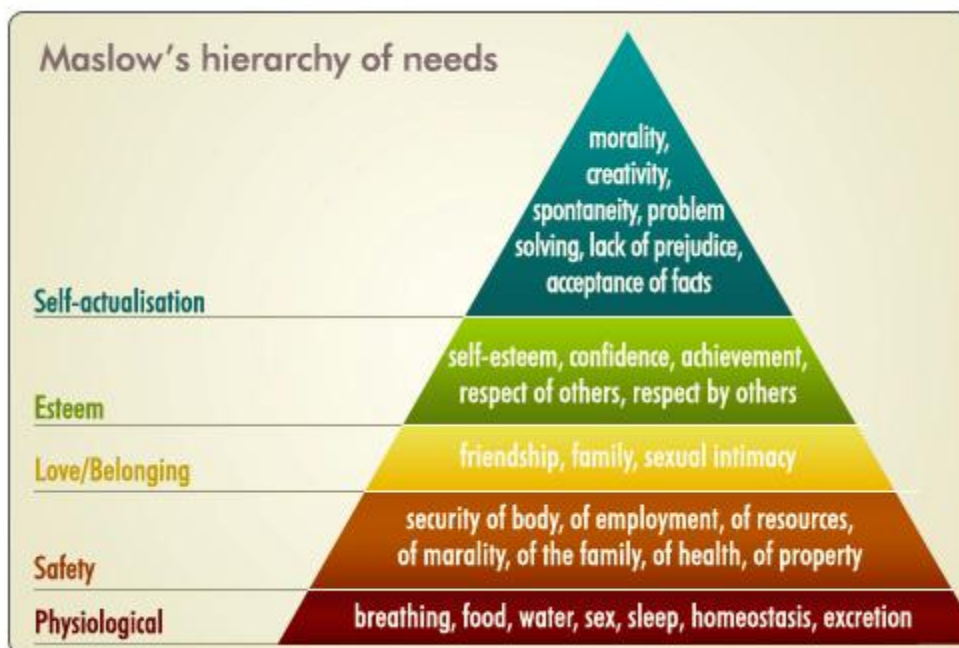 Maslow's hierarchy of needs
morality,
creativity,
spontaneity, problem
solving, lack of prejudice,
acceptance of facts
Self-actualisation
self-esteem, confidence, achievement,
respect of others, respect by others
Esteem
friendship, family, sexual intimacy
Love/Belonging
security of body, of employment, of resources,
of marality, of the family, of health, of property
Safety
breathing, food, water, sex, sleep, homeostasis, excretion
Physiological